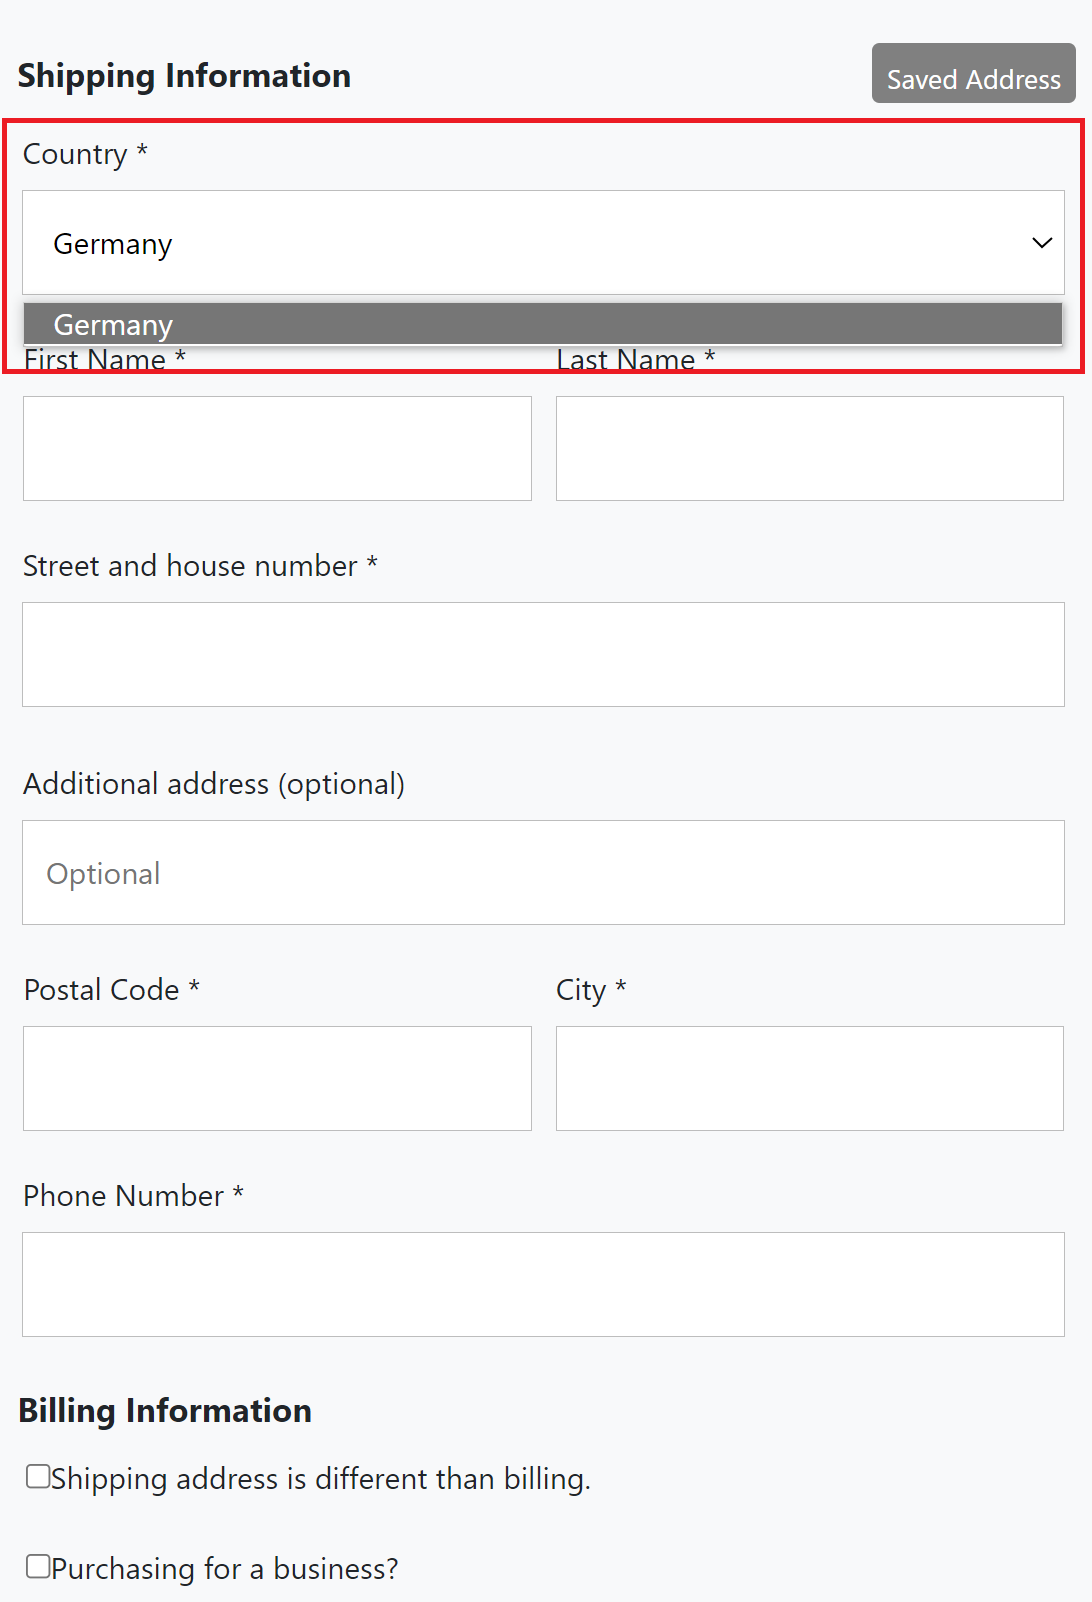 Shipping Information
Saved Address
Country *
Germany
Germany
First Name * Last Name *
Street and house number *
Additional address (optional)
Optional
Postal Code * City *
Phone Number *
Billing Information
Shipping address is different than billing.
Purchasing for a business?